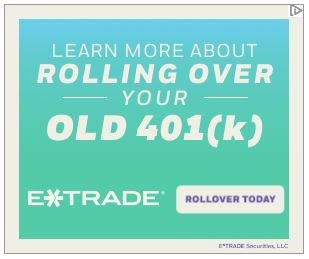 LEARN MORE ABOUT
ROLLING OVER
YOUR
OLD 401(k)
E*TRADE®
ROLLOVER TODAY
E*TRADE Securities, LLC